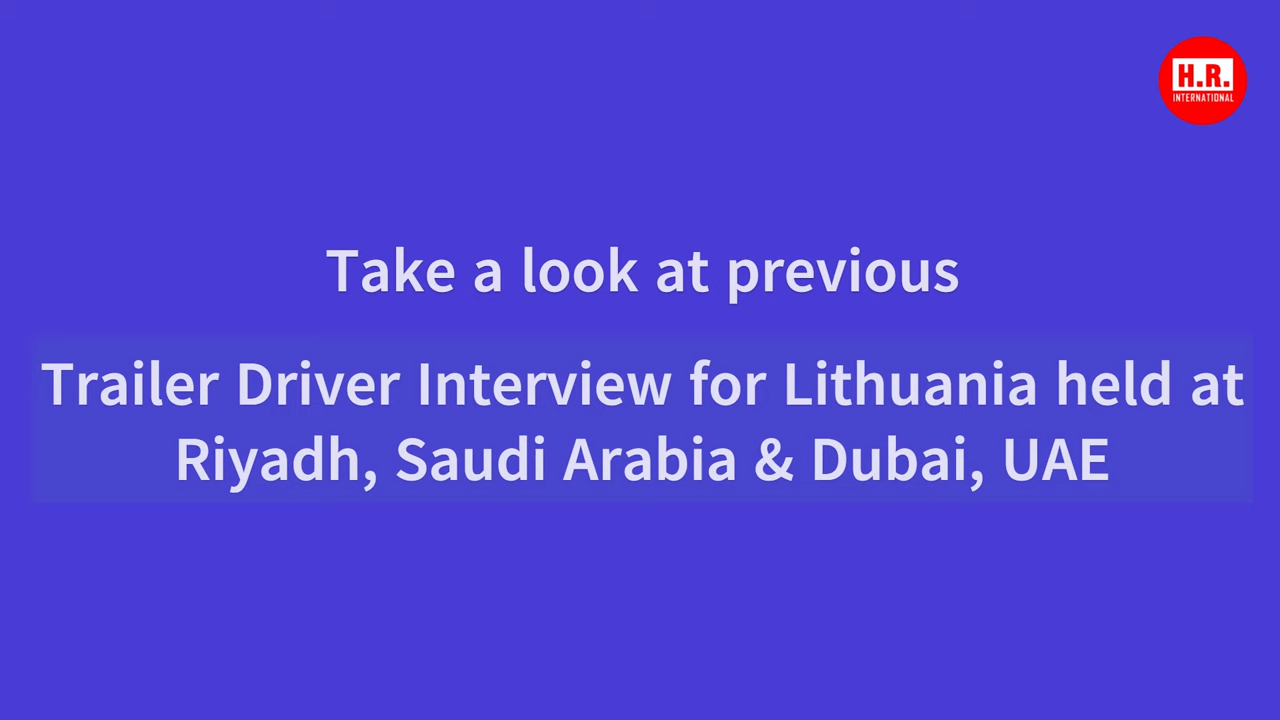 H.R.
INTERNATIONAL
Take a look at previous
Trailer Driver Interview for Lithuania held at
Riyadh, Saudi Arabia & Dubai, UAE